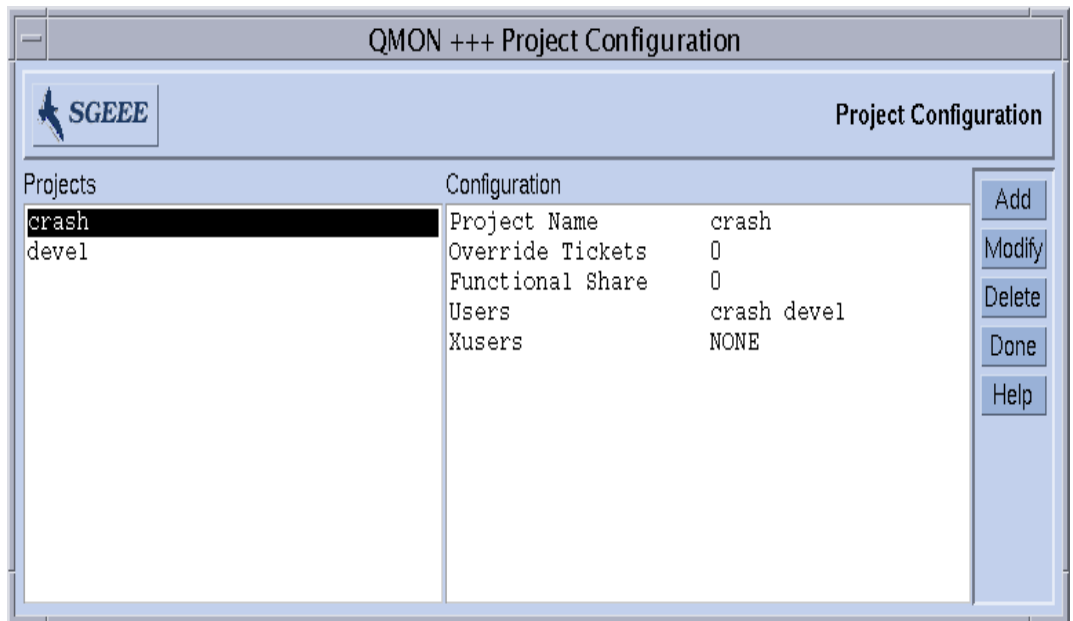 QMON +++ Project Configuration
SGEEE
Project Configuration
Projects
crash
devel
Configuration
Project Name crash
Override Tickets 0
Functional Share 0
Users crash devel
Xusers NONE
Add
Modify
Delete
Done
Help